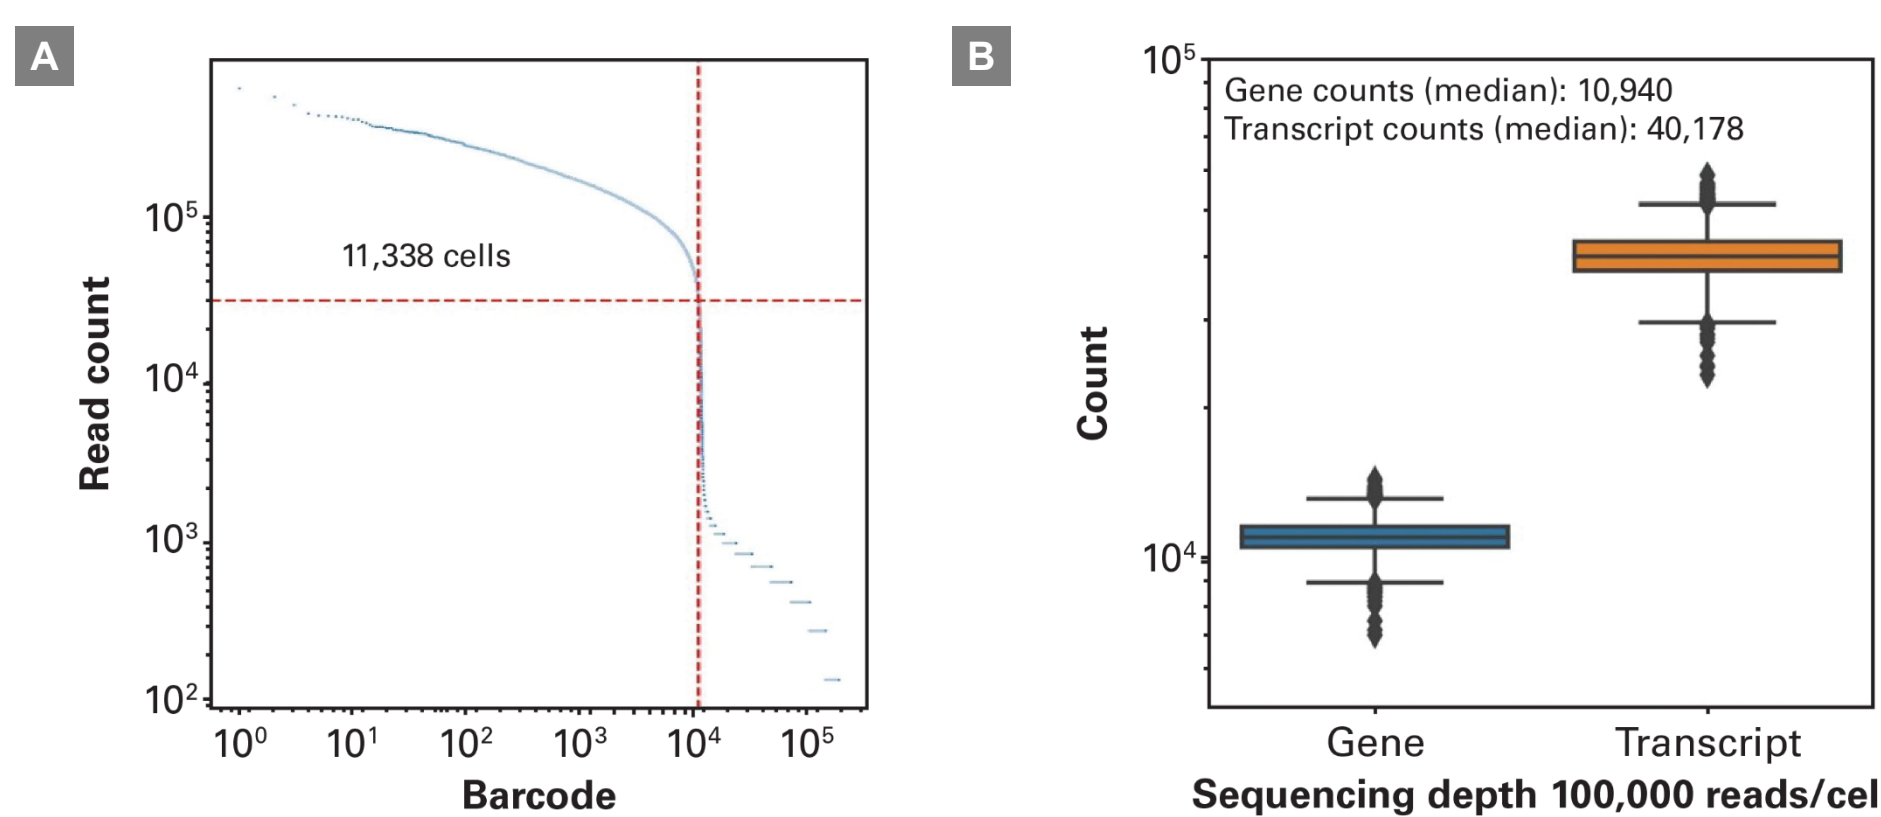 A
10⁵
10⁴
10³
10²
Read count
11,338 cells
10⁰ 10¹ 10² 10³ 10⁴ 10⁵
Barcode
B
10⁵
10⁴
Count
Gene counts (median): 10,940
Transcript counts (median): 40,178
Gene Transcript
Sequencing depth 100,000 reads/cel